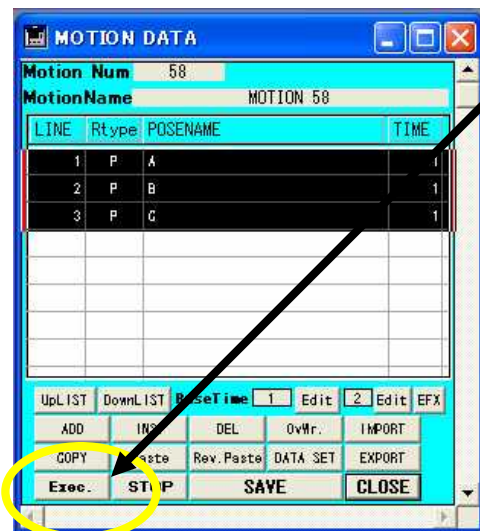 MOTION DATA
Motion Num 58
MotionName MOTION 58
LINE Rtype POSENAME TIME
1 P A 1
2 P B 1
3 P C 1
UpLIST DownLIST BaseTime 1 Edit 2 Edit EFX
ADD INS DEL OvWr. IMPORT
COPY Paste Rev.Paste DATA SET EXPORT
Exec. STOP SAVE CLOSE